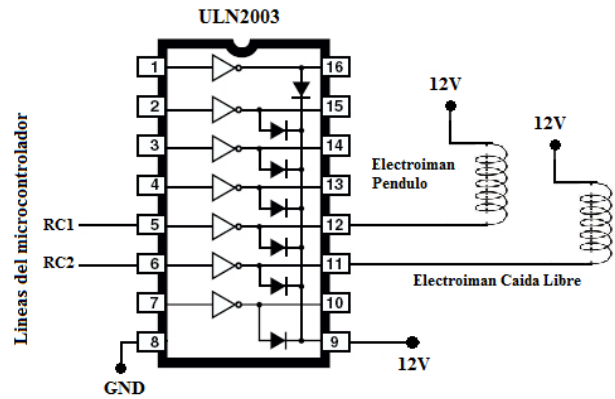 ULN2003
1
16
2
15
3
14
4
13
RC1
5
12
RC2
6
11
7
10
8
9
GND
12V
12V
12V
Electroiman
Pendulo
Electroiman Caida Libre
Lineas del microcontrolador